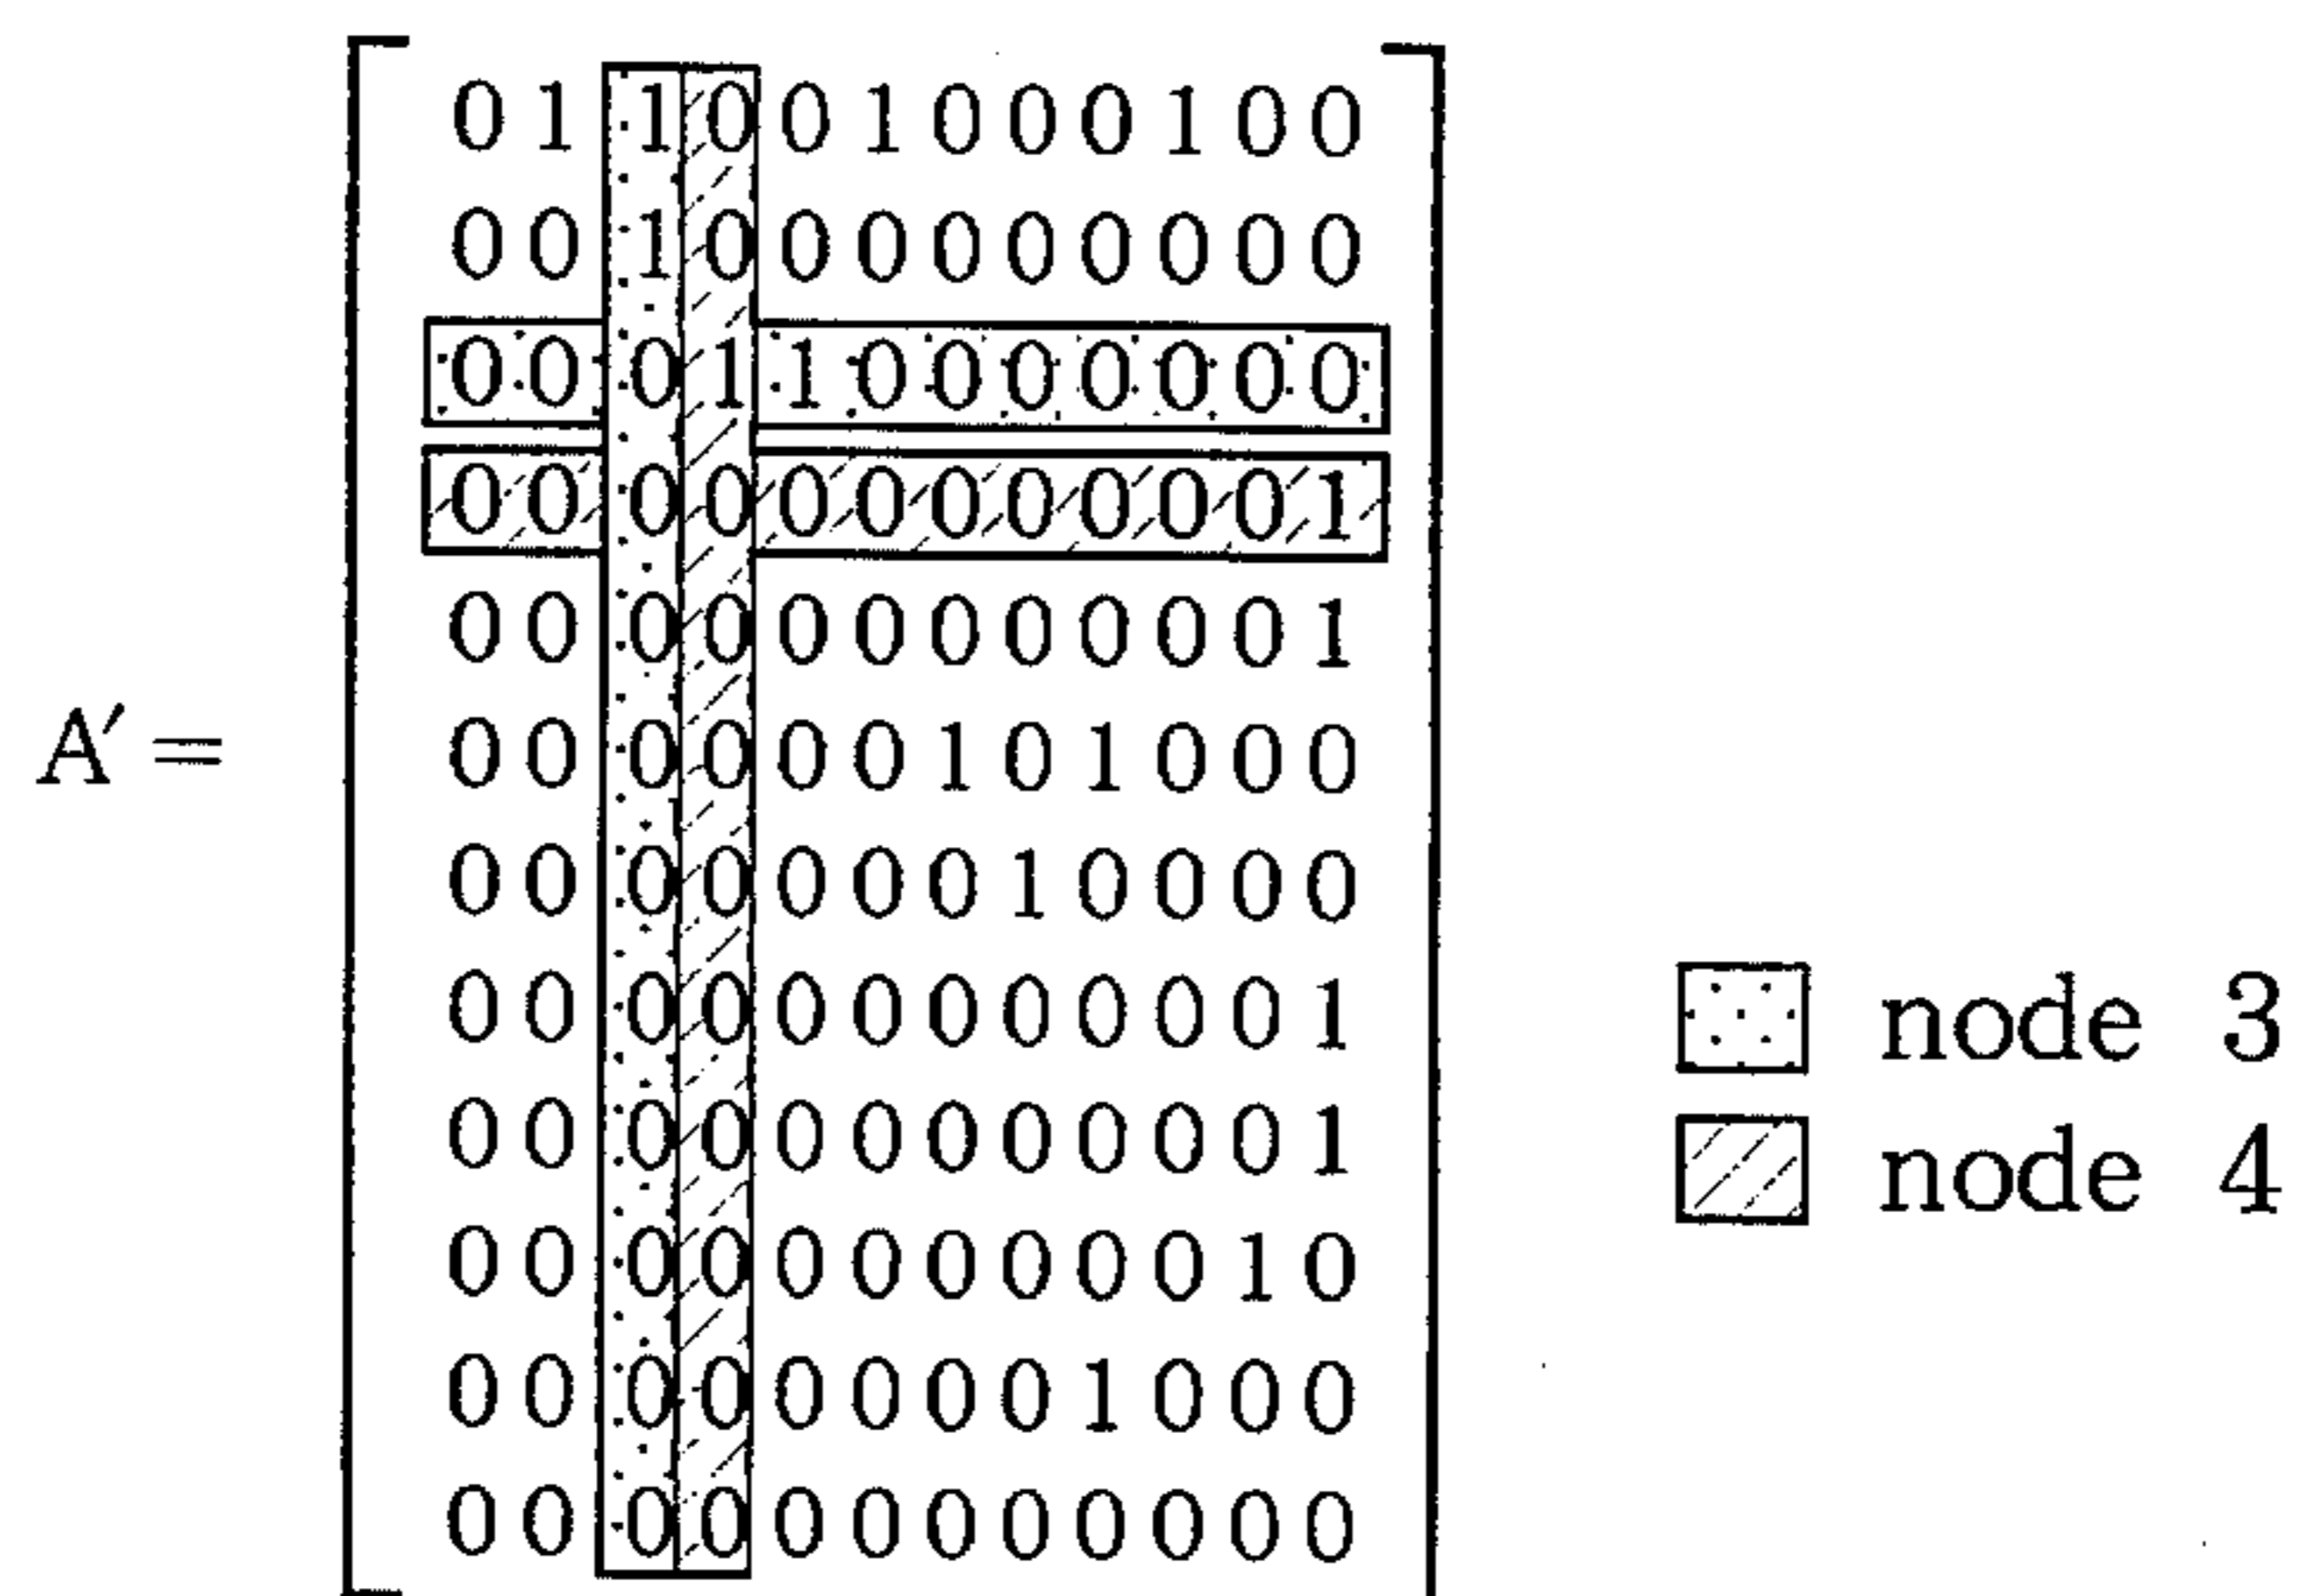 0 1 1 0 0 1 0 0 0 1 0 0
0 0 1 0 0 0 0 0 0 0 0 0
0 0 0 1 1 0 0 0 0 0 0 0
0 0 0 0 0 0 0 0 0 0 0 1
0 0 0 0 0 0 0 0 0 0 0 1
A′= 0 0 0 0 0 0 1 0 1 0 0 0
0 0 0 0 0 0 0 1 0 0 0 0
0 0 0 0 0 0 0 0 0 0 0 1
node 3
0 0 0 0 0 0 0 0 0 0 0 1
node 4
0 0 0 0 0 0 0 0 0 0 1 0
0 0 0 0 0 0 0 0 1 0 0 0
0 0 0 0 0 0 0 0 0 0 0 0